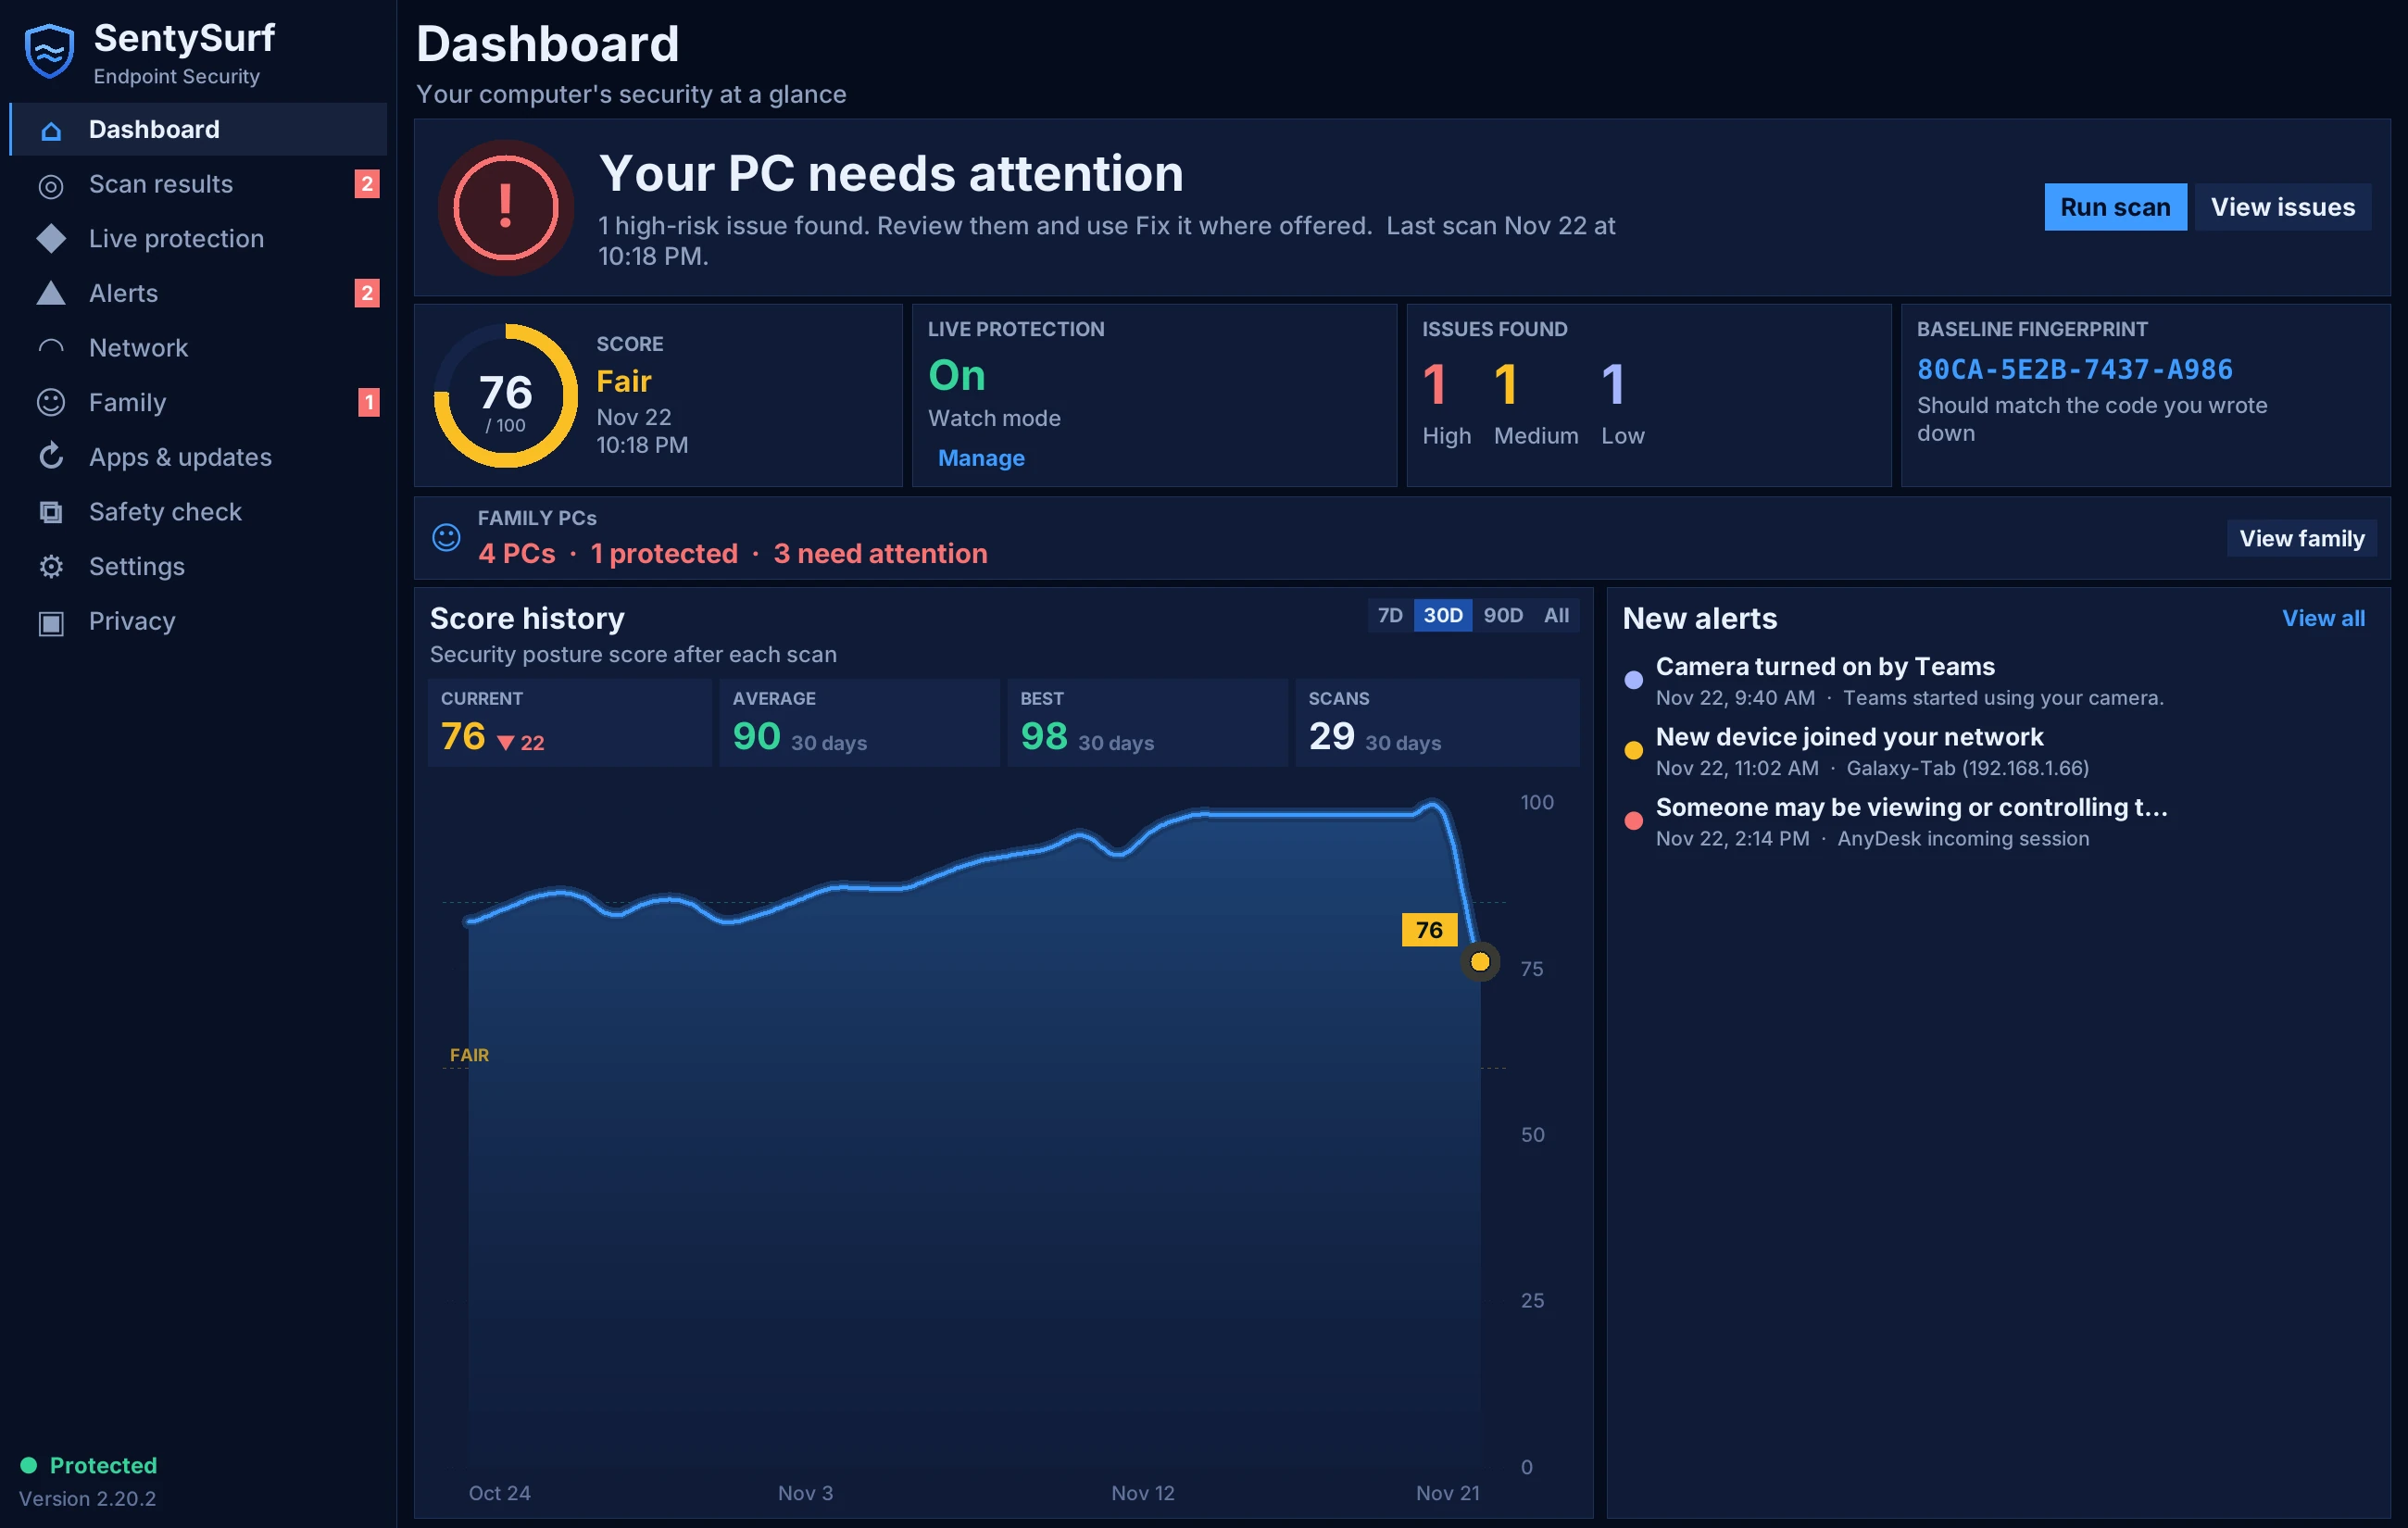 SentySurf
Endpoint Security
Dashboard
Scan results 2
Live protection
Alerts 2
Network
Family 1
Apps & updates
Safety check
Settings
Privacy
Protected
Version 2.20.2
Dashboard
Your computer's security at a glance
!
Your PC needs attention
1 high-risk issue found. Review them and use Fix it where offered. Last scan Nov 22 at
10:18 PM.
Run scan
View issues
76
/ 100
SCORE
Fair
Nov 22
10:18 PM
LIVE PROTECTION
On
Watch mode
Manage
ISSUES FOUND
1 1 1
High Medium Low
BASELINE FINGERPRINT
80CA-5E2B-7437-A986
Should match the code you wrote
down
FAMILY PCs
4 PCs · 1 protected · 3 need attention
View family
Score history
7D 30D 90D All
Security posture score after each scan
CURRENT
76 ▼ 22
AVERAGE
90 30 days
BEST
98 30 days
SCANS
29 30 days
100
76
75
FAIR
50
25
0
Oct 24 Nov 3 Nov 12 Nov 21
New alerts
View all
Camera turned on by Teams
Nov 22, 9:40 AM · Teams started using your camera.
New device joined your network
Nov 22, 11:02 AM · Galaxy-Tab (192.168.1.66)
Someone may be viewing or controlling t...
Nov 22, 2:14 PM · AnyDesk incoming session